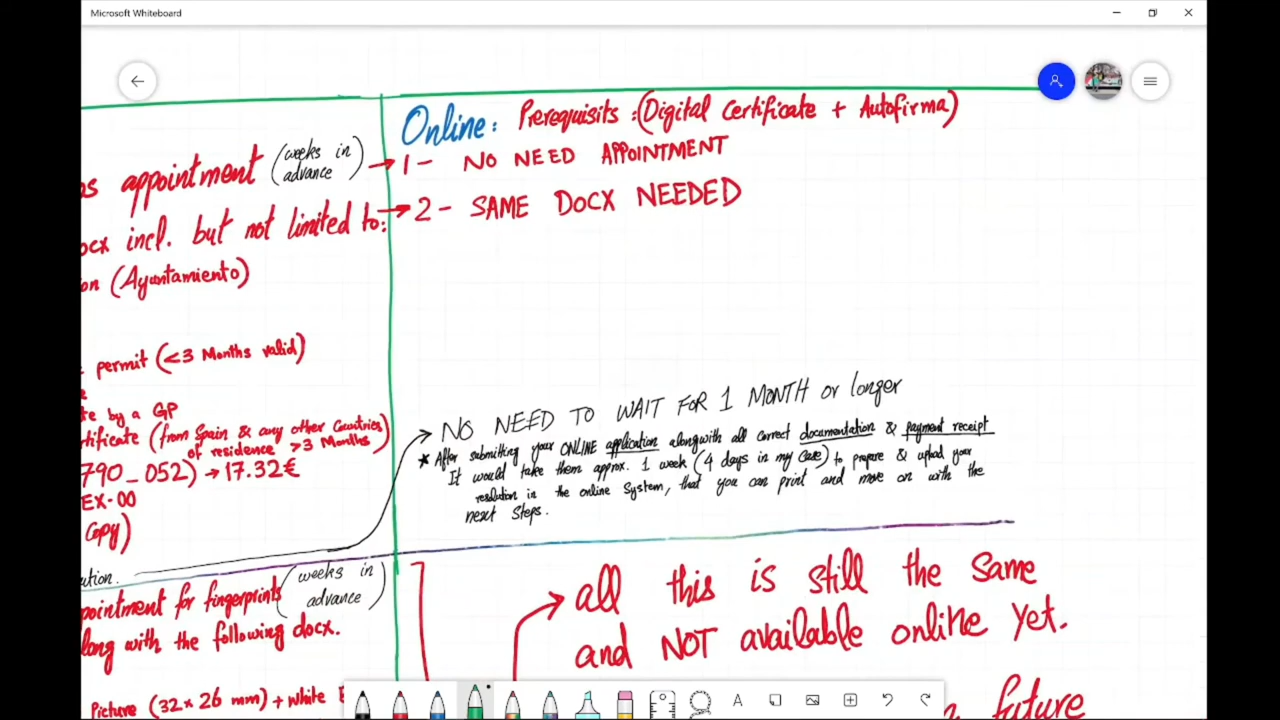 Microsoft Whiteboard
Online: Prerequisits :(Digital Certificate + Autofirma)
as appointment (weeks in advance)
→ 1 - NO NEED APPOINTMENT
incl. but not limited to:
→ 2 - SAME DOCX NEEDED
(Ayuntamiento)
permit (<3 Months valid)
by a GP
(from Spain & any other Countries
of residence >3 Months)
790_052) → 17.32€
EX-00
Copy)
NO NEED TO WAIT FOR 1 MONTH or longer
★ After submitting your ONLINE application along with all correct documentation & payment receipt
It would take them approx. 1 week (4 days in my case) to prepare & upload your
resolution in the online System, that you can print and move on with the
next Steps.
for fingerprints (weeks in advance)
with the following docx.
Picture (32x26 mm) + white
all this is still the same
and NOT available online Yet.
future